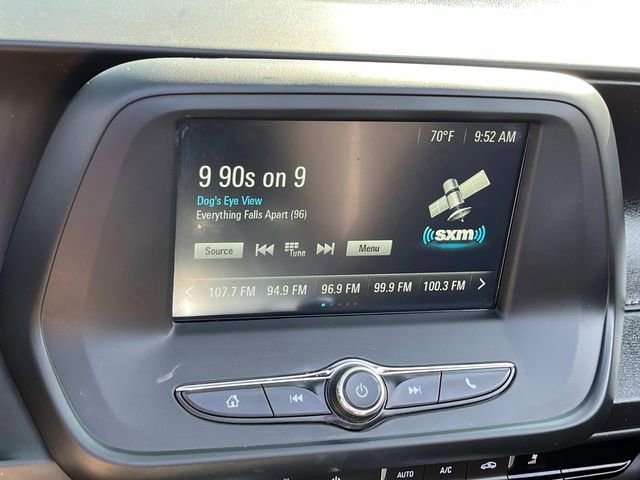 70°F 9:52 AM
9 90s on 9
Dog's Eye View
Everything Falls Apart (96)
sxm
Source Tune Menu
107.7 FM 94.9 FM 96.9 FM 99.9 FM 100.3 FM
AUTO A/C